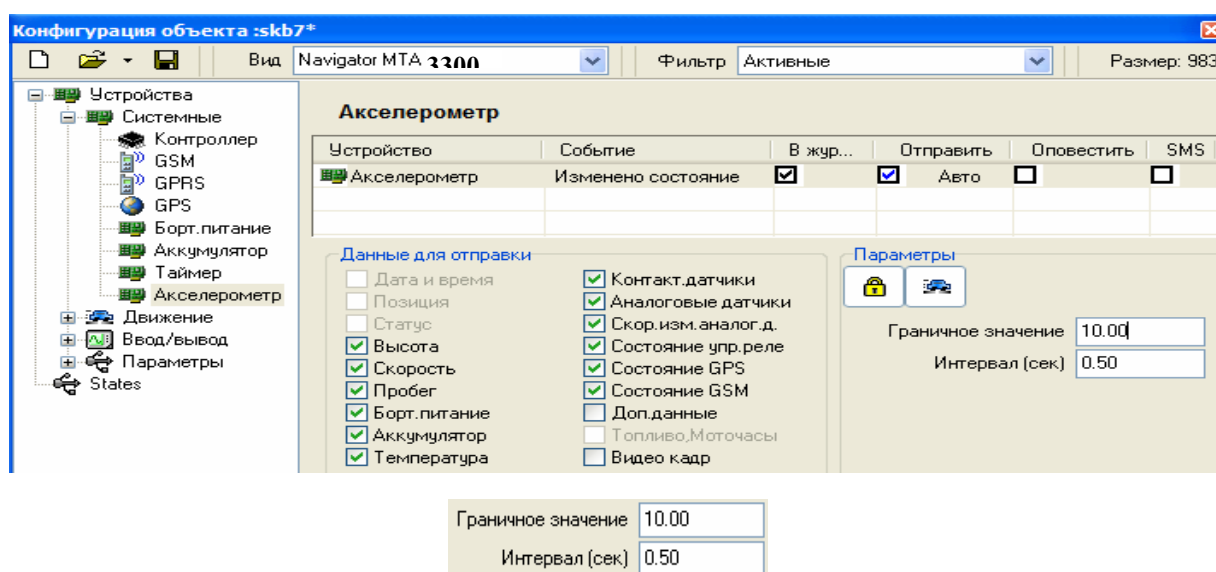 Конфигурация объекта :skb7*
Вид Navigator MTA 3300 Фильтр Активные Размер: 983
Устройства
Системные
Контроллер
GSM
GPRS
GPS
Борт.питание
Аккумулятор
Таймер
Акселерометр
Движение
Ввод/вывод
Параметры
States
Акселерометр
Устройство Событие В жур... Отправить Оповестить SMS
Акселерометр Изменено состояние Авто
Данные для отправки
Дата и время
Позиция
Статус
Высота
Скорость
Пробег
Борт.питание
Аккумулятор
Температура
Контакт.датчики
Аналоговые датчики
Скор.изм.аналог.д.
Состояние упр.реле
Состояние GPS
Состояние GSM
Доп.данные
Топливо,Моточасы
Видео кадр
Параметры
Граничное значение 10.00
Интервал (сек) 0.50
Граничное значение 10.00
Интервал (сек) 0.50